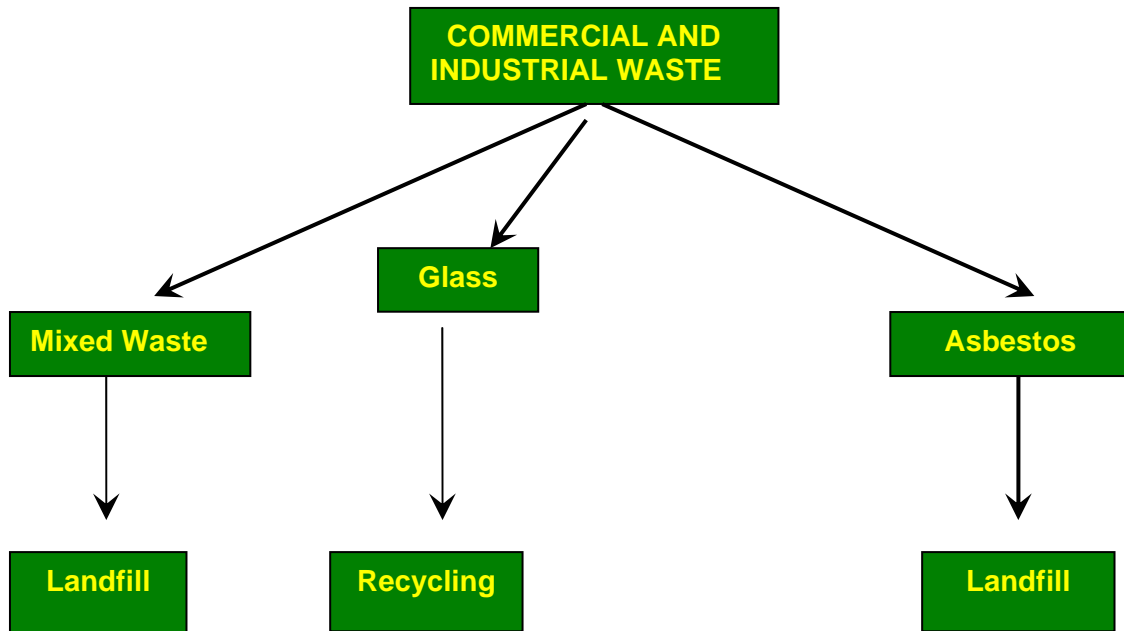 COMMERCIAL AND
INDUSTRIAL WASTE
Glass
Mixed Waste
Asbestos
Landfill
Recycling
Landfill